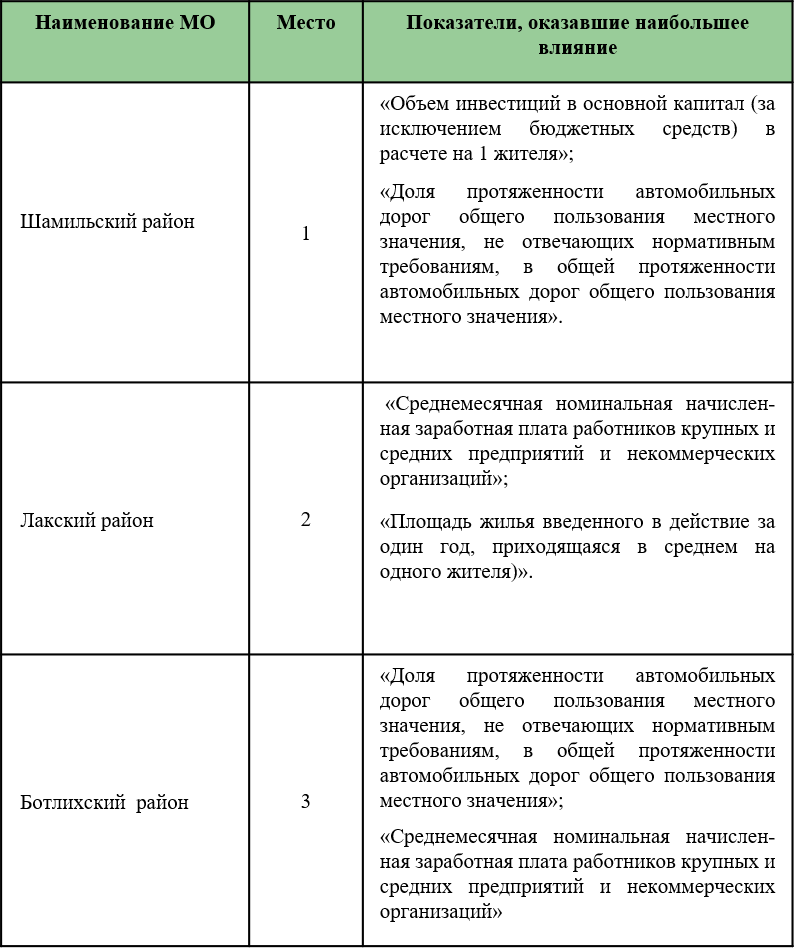 Наименование МО
Место
Показатели, оказавшие наибольшее
влияние
Шамильский район
1
«Объем инвестиций в основной капитал (за
исключением бюджетных средств) в
расчете на 1 жителя»;
«Доля протяженности автомобильных
дорог общего пользования местного
значения, не отвечающих нормативным
требованиям, в общей протяженности
автомобильных дорог общего пользования
местного значения».
Лакский район
2
«Среднемесячная номинальная начислен-
ная заработная плата работников крупных и
средних предприятий и некоммерческих
организаций»;
«Площадь жилья введенного в действие за
один год, приходящаяся в среднем на
одного жителя)».
Ботлихский район
3
«Доля протяженности автомобильных
дорог общего пользования местного
значения, не отвечающих нормативным
требованиям, в общей протяженности
автомобильных дорог общего пользования
местного значения»;
«Среднемесячная номинальная начислен-
ная заработная плата работников крупных и
средних предприятий и некоммерческих
организаций»